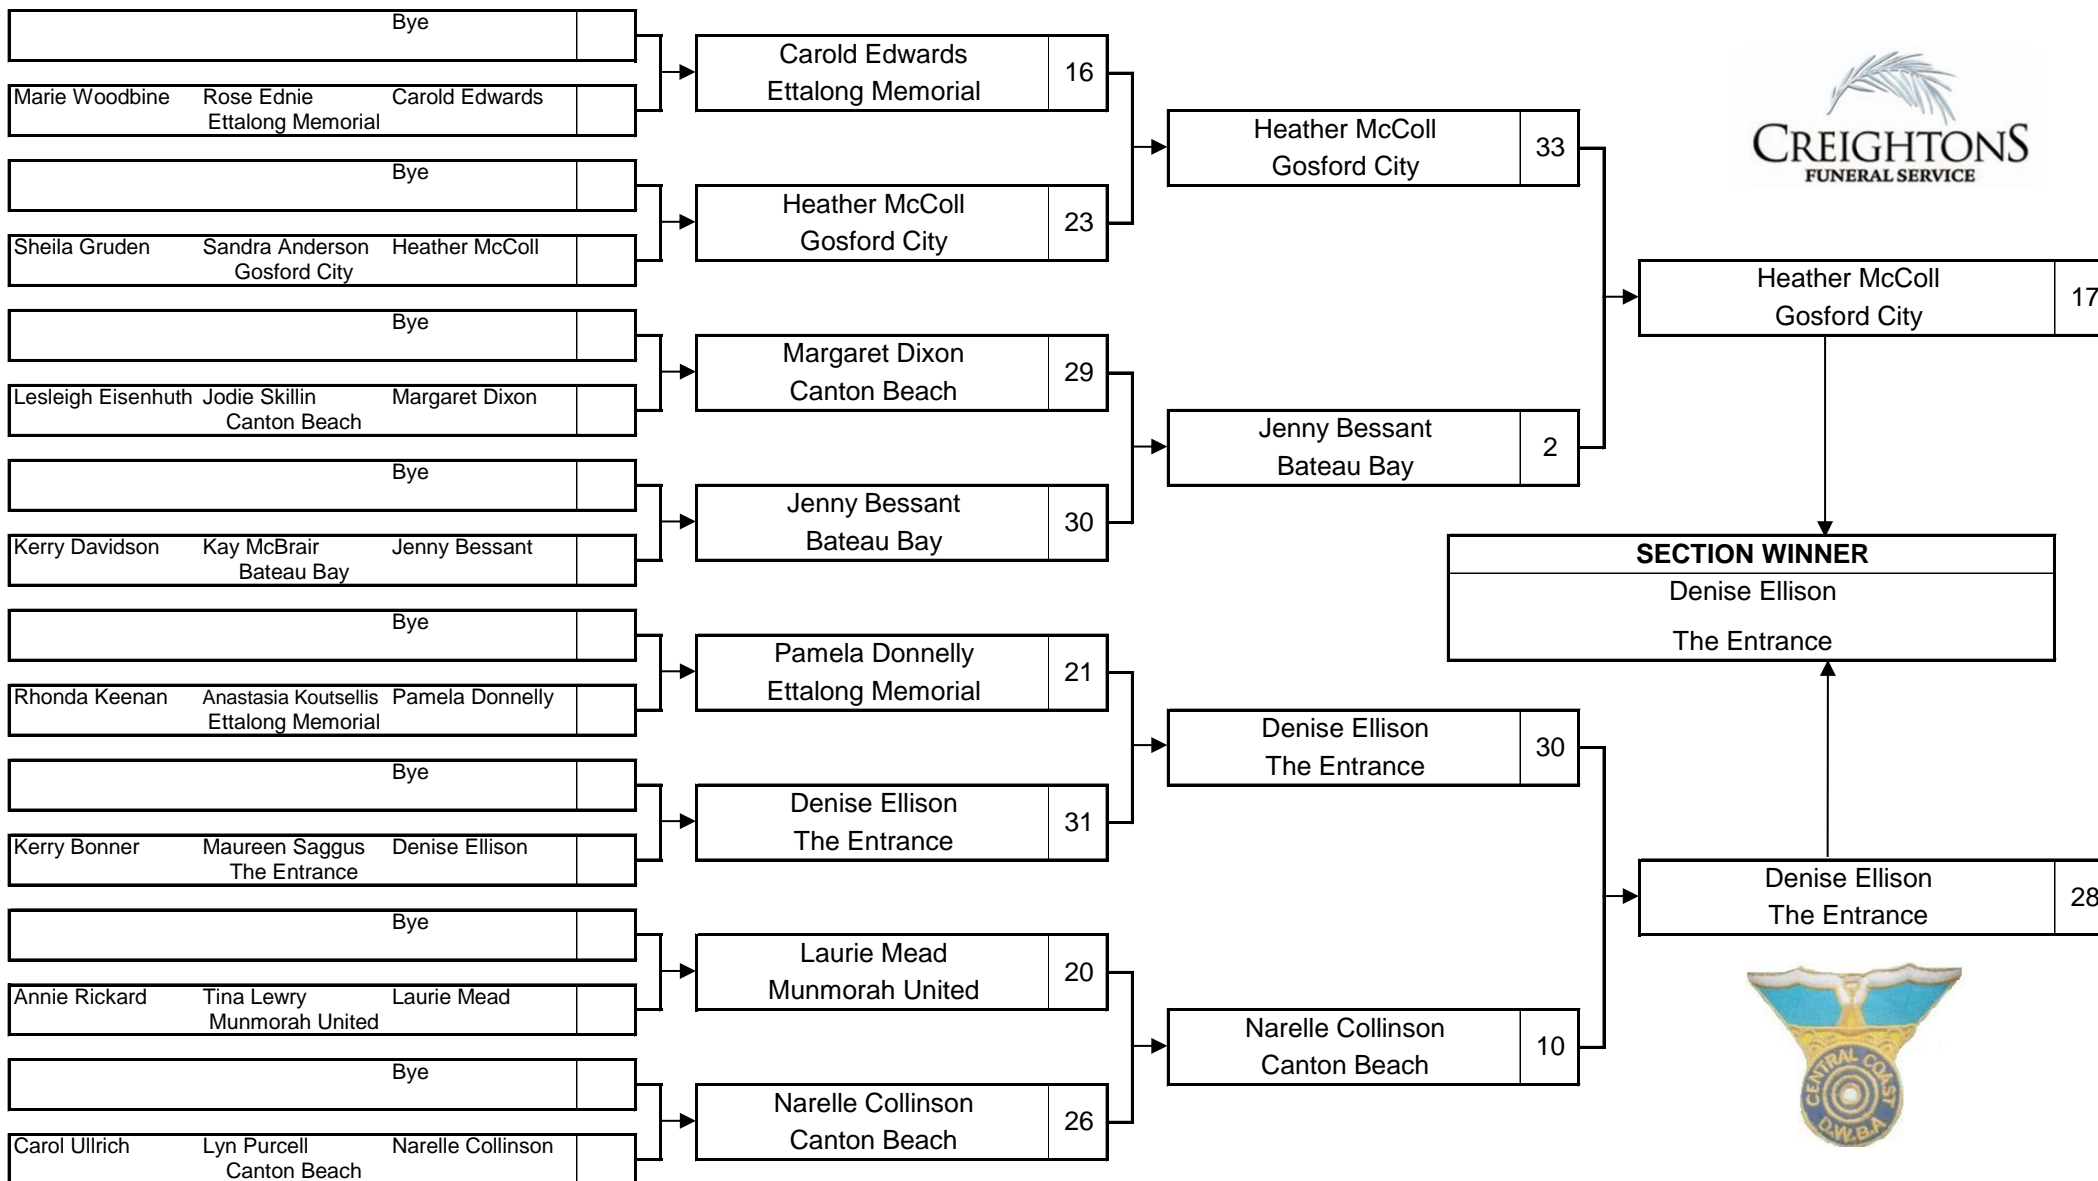 Bye
Marie Woodbine Rose Ednie Carold Edwards
Ettalong Memorial
Bye
Sheila Gruden Sandra Anderson Heather McColl
Gosford City
Bye
Lesleigh Eisenhuth Jodie Skillin Margaret Dixon
Canton Beach
Bye
Kerry Davidson Kay McBrair Jenny Bessant
Bateau Bay
Bye
Rhonda Keenan Anastasia Koutsellis Pamela Donnelly
Ettalong Memorial
Bye
Kerry Bonner Maureen Saggus Denise Ellison
The Entrance
Bye
Annie Rickard Tina Lewry Laurie Mead
Munmorah United
Bye
Carol Ullrich Lyn Purcell Narelle Collinson
Canton Beach
Carold Edwards
Ettalong Memorial
16
Heather McColl
Gosford City
23
Margaret Dixon
Canton Beach
29
Jenny Bessant
Bateau Bay
30
Pamela Donnelly
Ettalong Memorial
21
Denise Ellison
The Entrance
31
Laurie Mead
Munmorah United
20
Narelle Collinson
Canton Beach
26
Heather McColl
Gosford City
33
Jenny Bessant
Bateau Bay
2
Denise Ellison
The Entrance
30
Narelle Collinson
Canton Beach
10
CREIGHTONS
FUNERAL SERVICE
Heather McColl
Gosford City
17
SECTION WINNER
Denise Ellison
The Entrance
Denise Ellison
The Entrance
28
CENTRAL COAST
D.W.B.A